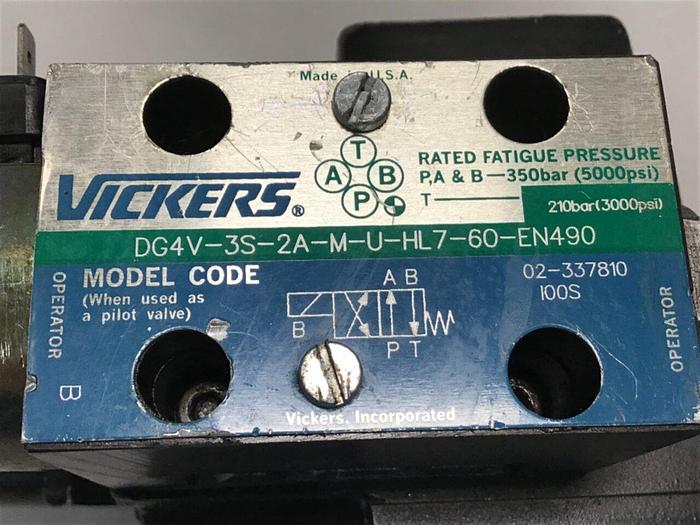 Made U.S.A.
T
A B
P
VICKERS®
RATED FATIGUE PRESSURE
P,A & B—350bar (5000psi)
T—
210bar(3000psi)
DG4V-3S-2A-M-U-HL7-60-EN490
MODEL CODE
(When used as
a pilot valve)
02-337810
100S
A B
B
P T
OPERATOR
B
OPERATOR
Vickers, Incorporated